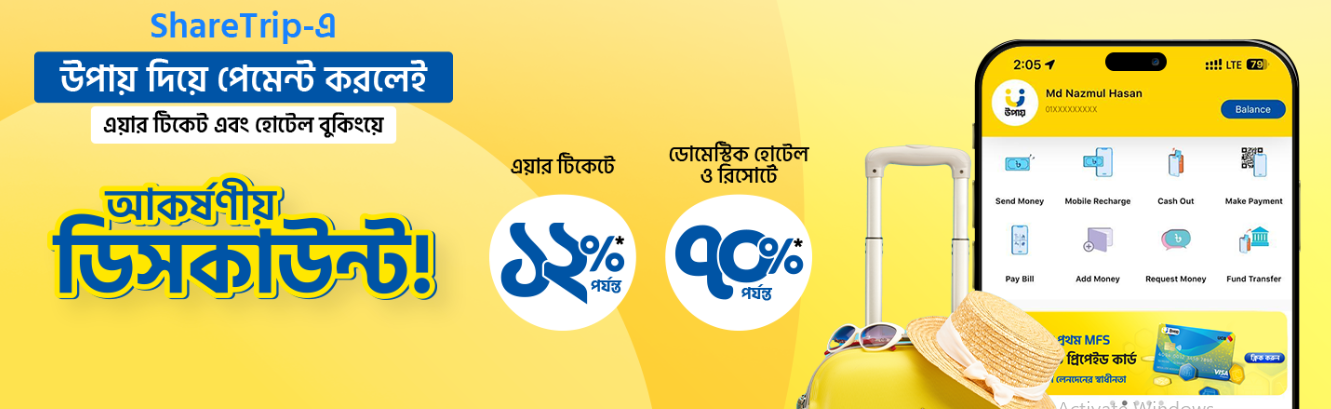 ShareTrip-এ
উপায় দিয়ে পেমেন্ট করলেই
এয়ার টিকেট এবং হোটেল বুকিংয়ে
আকর্ষণীয়
ডিসকাউন্ট!
এয়ার টিকেটে
১২%*
পর্যন্ত
ডোমেস্টিক হোটেল
ও রিসোর্টে
৭০%*
পর্যন্ত
2:05 LTE 79
উপায়
Md Nazmul Hasan
01XXXXXXXXX
Balance
Send Money Mobile Recharge Cash Out Make Payment
Pay Bill Add Money Request Money Fund Transfer
প্রথম MFS
প্রিপেইড কার্ড
লেনদেনের স্বাধীনতা
VISA
ক্লিক করুন
Activate Windows